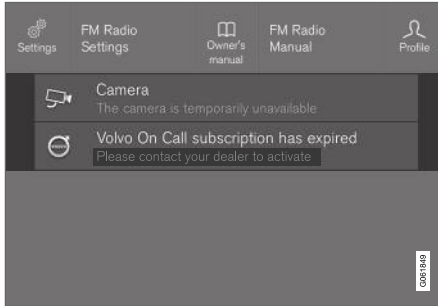 Settings
FM Radio
Settings
Owner's
manual
FM Radio
Manual
Profile
Camera
The camera is temporarily unavailable
Volvo On Call subscription has expired
Please contact your dealer to activate
G061849